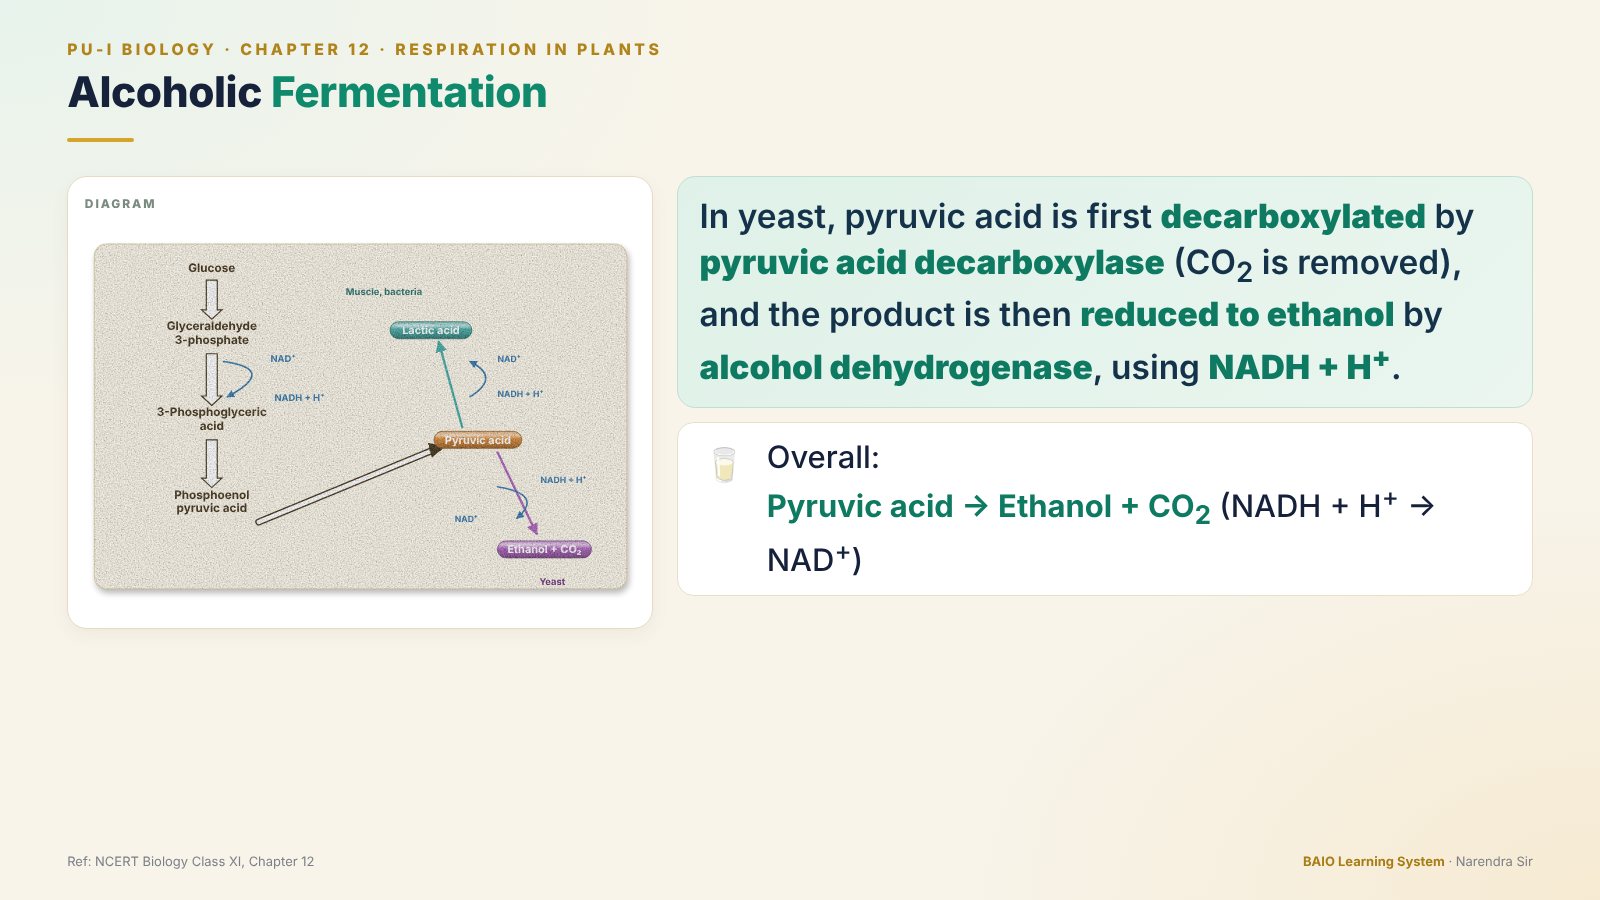 PU-I BIOLOGY · CHAPTER 12 · RESPIRATION IN PLANTS
Alcoholic Fermentation
DIAGRAM
Glucose
Muscle, bacteria
Glyceraldehyde
3-phosphate
Lactic acid
NAD⁺
NADH + H⁺
NAD⁺
NADH + H⁺
3-Phosphoglyceric
acid
Pyruvic acid
Phosphoenol
pyruvic acid
NADH + H⁺
NAD⁺
Ethanol + CO₂
Yeast
In yeast, pyruvic acid is first decarboxylated by
pyruvic acid decarboxylase (CO₂ is removed),
and the product is then reduced to ethanol by
alcohol dehydrogenase, using NADH + H⁺.
Overall:
Pyruvic acid → Ethanol + CO₂ (NADH + H⁺ →
NAD⁺)
Ref: NCERT Biology Class XI, Chapter 12
BAIO Learning System · Narendra Sir